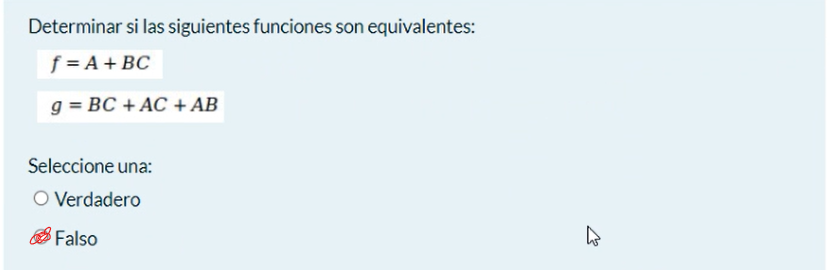 Determinar si las siguientes funciones son equivalentes:
f = A + BC
g = BC + AC + AB
Seleccione una:
Verdadero
Falso